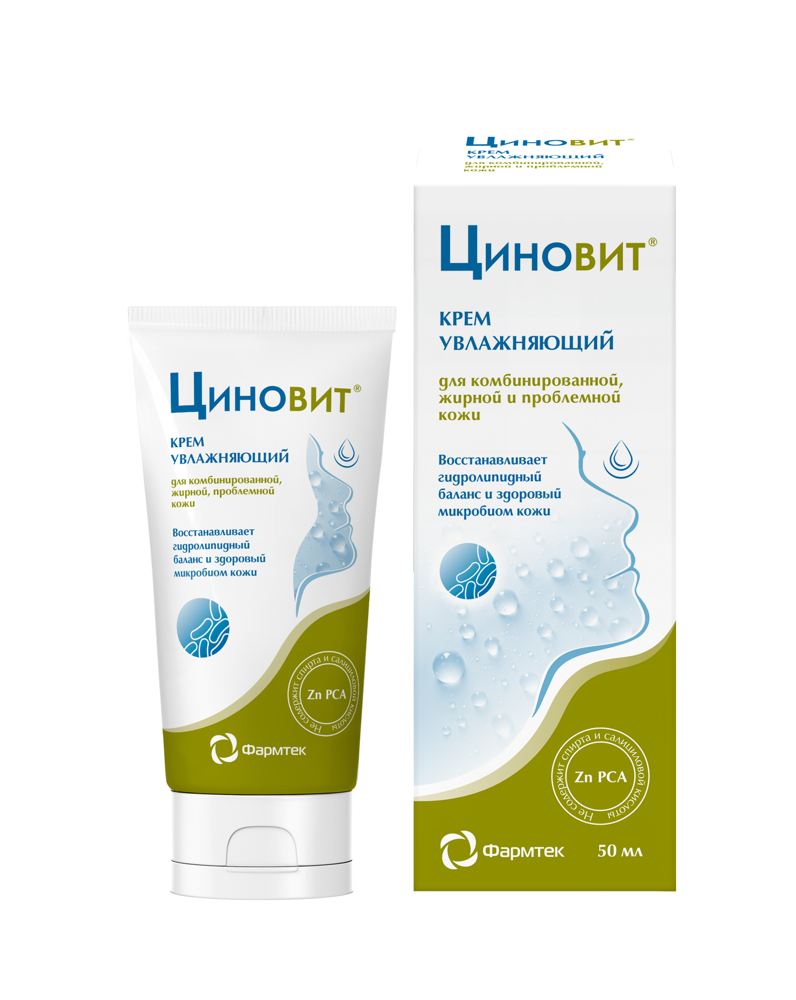 Циновит®
КРЕМ
УВЛАЖНЯЮЩИЙ
для комбинированной,
жирной, проблемной
кожи
Восстанавливает
гидролипидный
баланс и здоровый
микробиом кожи
Не содержит спирта и салициловой кислоты
Zn PCA
Фармтек
Циновит®
КРЕМ
УВЛАЖНЯЮЩИЙ
для комбинированной,
жирной и проблемной
кожи
Циновит®
КРЕМ
УВЛАЖНЯЮЩИЙ
для комбинированной,
жирной и проблемной
кожи
Восстанавливает
гидролипидный
баланс и здоровый
микробиом кожи
Не содержит спирта и салициловой кислоты
Zn PCA
Фармтек
50 мл